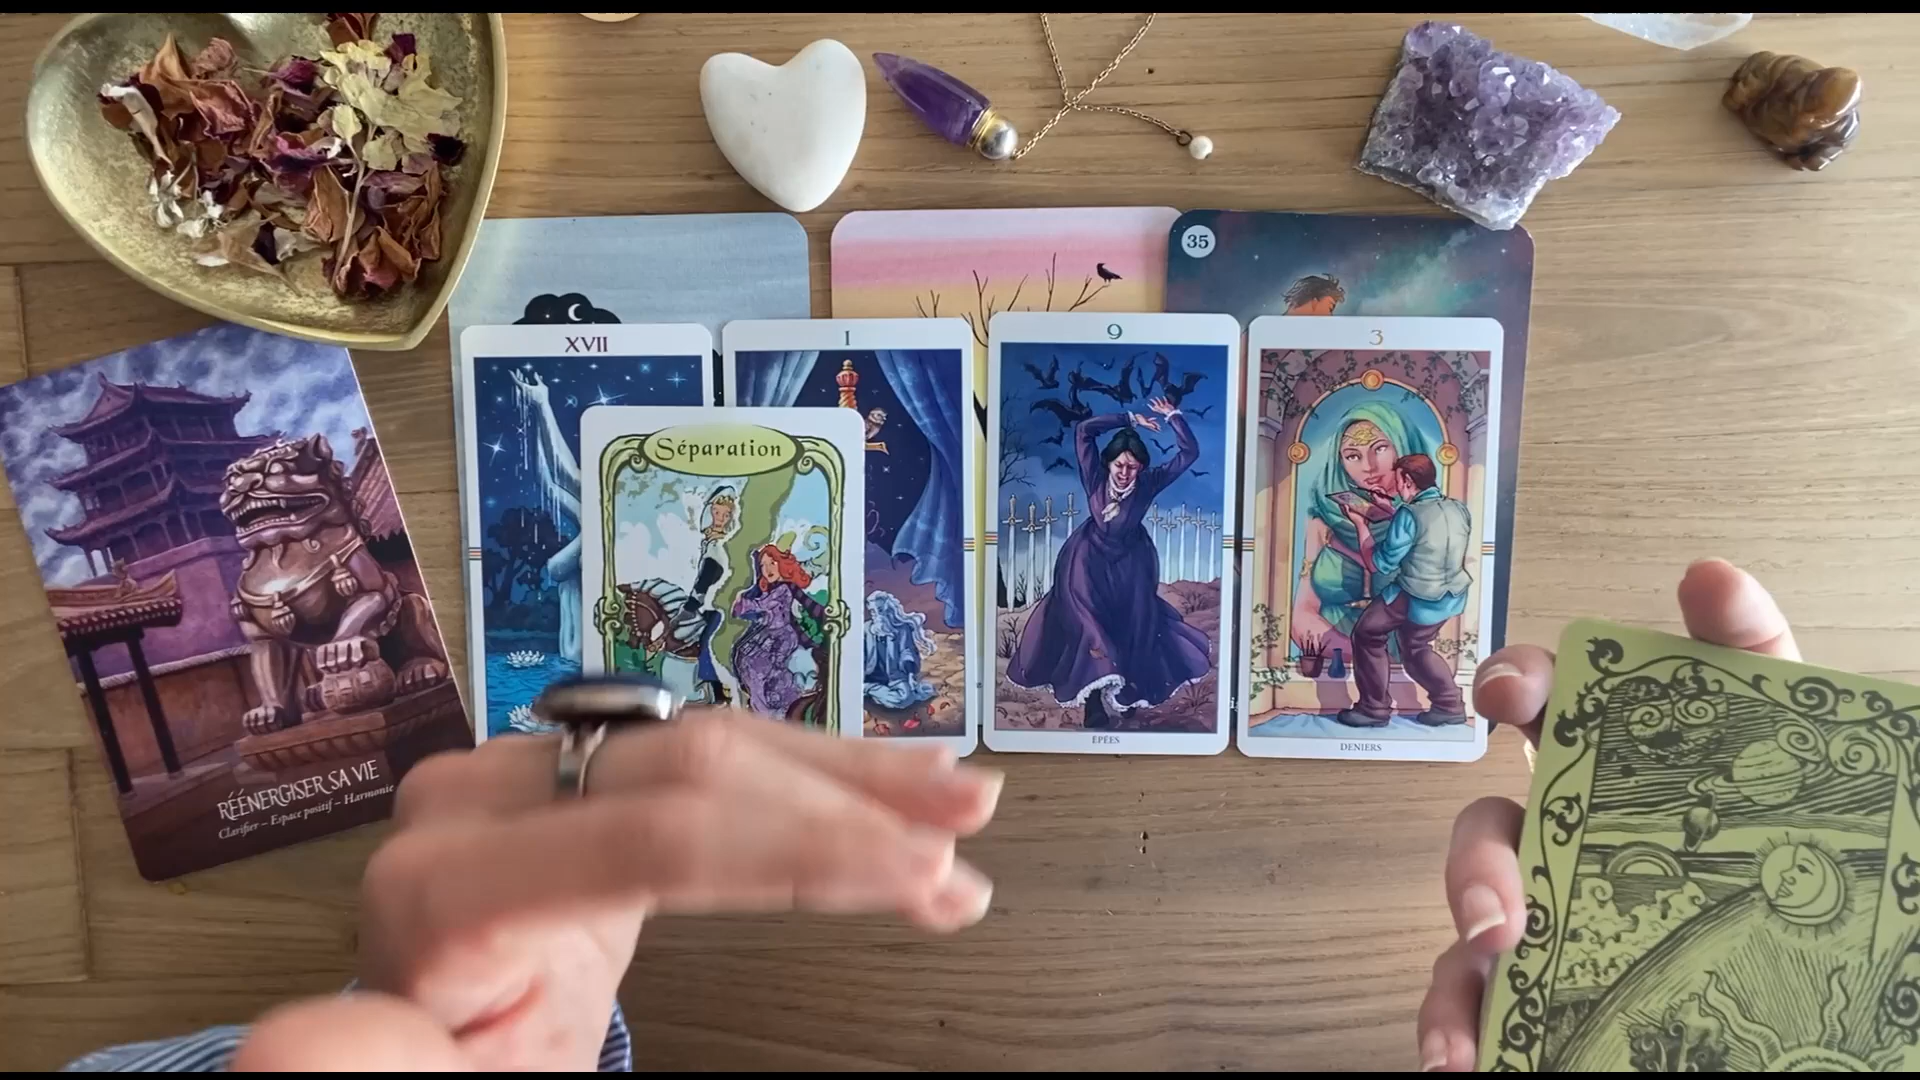 35
XVII
I
9
3
Séparation
ÉPÉES
DENIERS
RÉÉNERGISER SA VIE
Clarifier – Espace positif – Harmonie